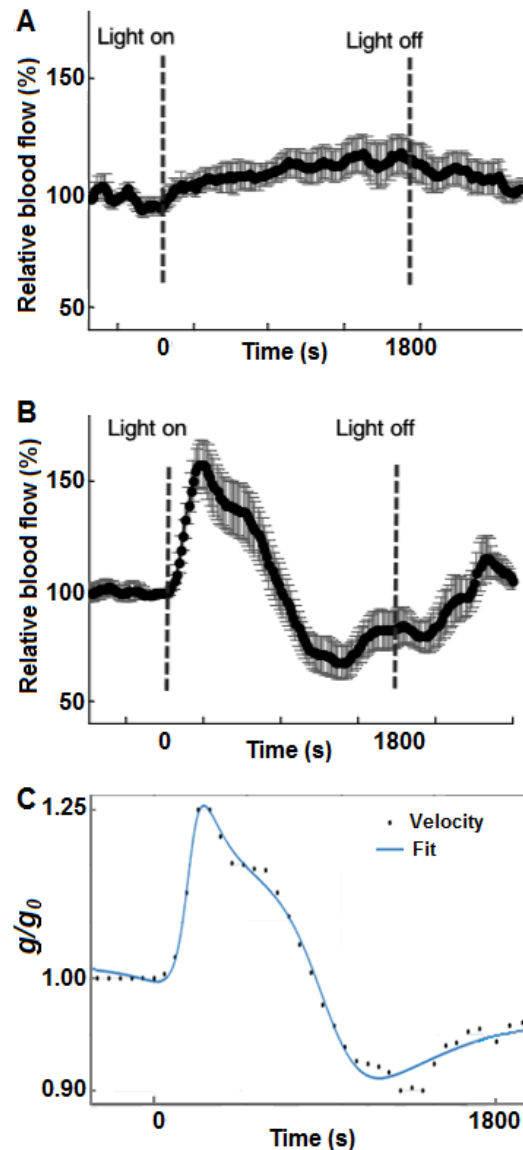 A
Light on Light off
Relative blood flow (%)
150
100
50
0 1800
Time (s)
B
Light on Light off
Relative blood flow (%)
150
100
50
0 1800
Time (s)
C
1.25
Velocity
Fit
g/g0
1.00
0.90
0 1800
Time (s)